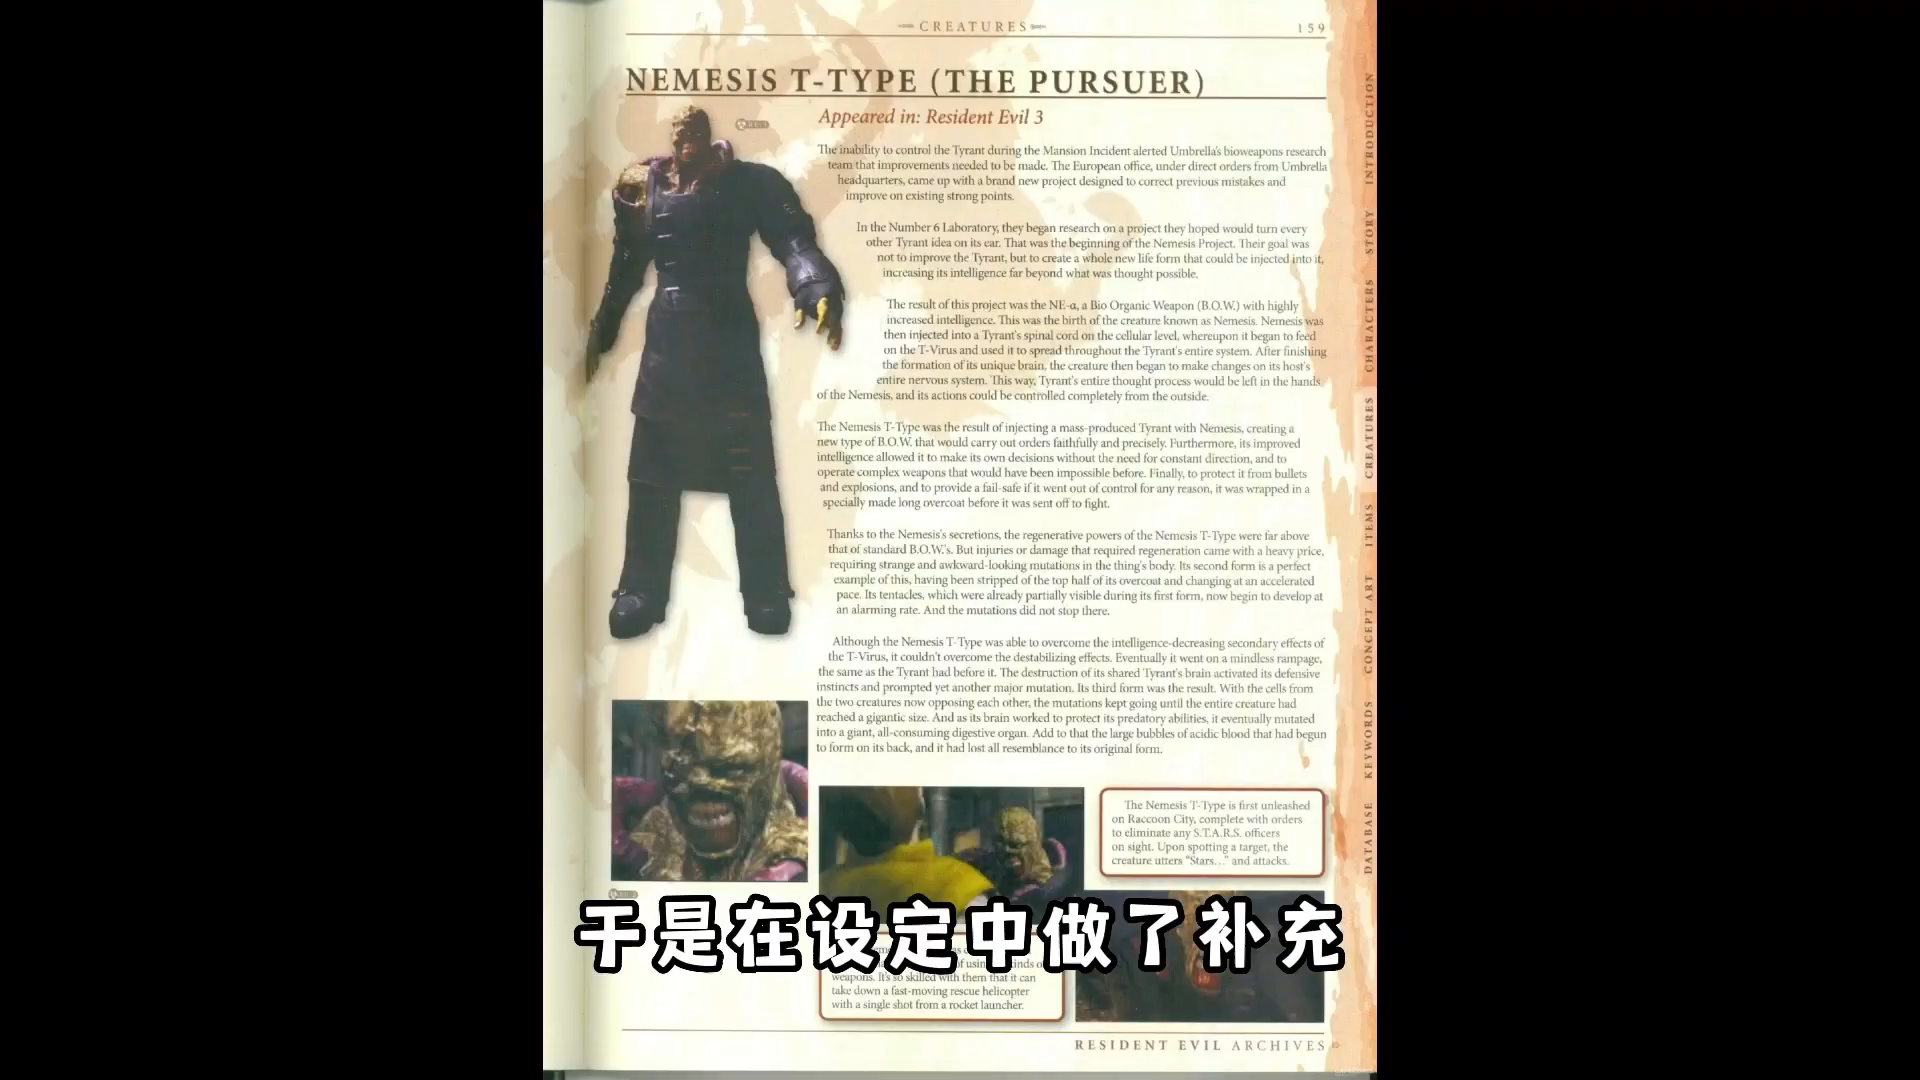 CREATURES
159
NEMESIS T-TYPE (THE PURSUER)
Appeared in: Resident Evil 3
The inability to control the Tyrant during the Mansion Incident alerted Umbrella's bioweapons research
team that improvements needed to be made. The European office, under direct orders from Umbrella
headquarters, came up with a brand new project designed to correct previous mistakes and
improve on existing strong points.
In the Number 6 Laboratory, they began research on a project they hoped would turn every
other Tyrant idea on its ear. That was the beginning of the Nemesis Project. Their goal was
not to improve the Tyrant, but to create a whole new life form that could be injected into it,
increasing its intelligence far beyond what was thought possible.
The result of this project was the NE-α, a Bio Organic Weapon (B.O.W.) with highly
increased intelligence. This was the birth of the creature known as Nemesis. Nemesis was
then injected into a Tyrant's spinal cord on the cellular level, whereupon it began to feed
on the T-Virus and used it to spread throughout the Tyrant's entire system. After finishing
the formation of its unique brain, the creature then began to make changes on its host's
entire nervous system. This way, Tyrant's entire thought process would be left in the hands
of the Nemesis, and its actions could be controlled completely from the outside.
The Nemesis T-Type was the result of injecting a mass-produced Tyrant with Nemesis, creating a
new type of B.O.W. that would carry out orders faithfully and precisely. Furthermore, its improved
intelligence allowed it to make its own decisions without the need for constant direction, and to
operate complex weapons that would have been impossible before. Finally, to protect it from bullets
and explosions, and to provide a fail-safe if it went out of control for any reason, it was wrapped in a
specially made long overcoat before it was sent off to fight.
Thanks to the Nemesis's secretions, the regenerative powers of the Nemesis T-Type were far above
that of standard B.O.W.'s. But injuries or damage that required regeneration came with a heavy price,
requiring strange and awkward-looking mutations in the thing's body. Its second form is a perfect
example of this, having been stripped of the top half of its overcoat and changing at an accelerated
pace. Its tentacles, which were already partially visible during its first form, now begin to develop at
an alarming rate. And the mutations did not stop there.
Although the Nemesis T-Type was able to overcome the intelligence-decreasing secondary effects of
the T-Virus, it couldn't overcome the destabilizing effects. Eventually it went on a mindless rampage,
the same as the Tyrant had before it. The destruction of its shared Tyrant's brain activated its defensive
instincts and prompted yet another major mutation. Its third form was the result. With the cells from
the two creatures now opposing each other, the mutations kept going until the entire creature had
reached a gigantic size. And as its brain worked to protect its predatory abilities, it eventually mutated
into a giant, all-consuming digestive organ. Add to that the large bubbles of acidic blood that had begun
to form on its back, and it had lost all resemblance to its original form.
The Nemesis T-Type is first unleashed
on Raccoon City, complete with orders
to eliminate any S.T.A.R.S. officers
on sight. Upon spotting a target, the
creature utters "Stars…" and attacks.
于是在设定中做了补充
weapons. It's so skilled with them that it can
take down a fast-moving rescue helicopter
with a single shot from a rocket launcher.
RESIDENT EVIL ARCHIVES
INTRODUCTION
STORY
CHARACTERS
CREATURES
ITEMS
CONCEPT ART
KEYWORDS
DATABASE